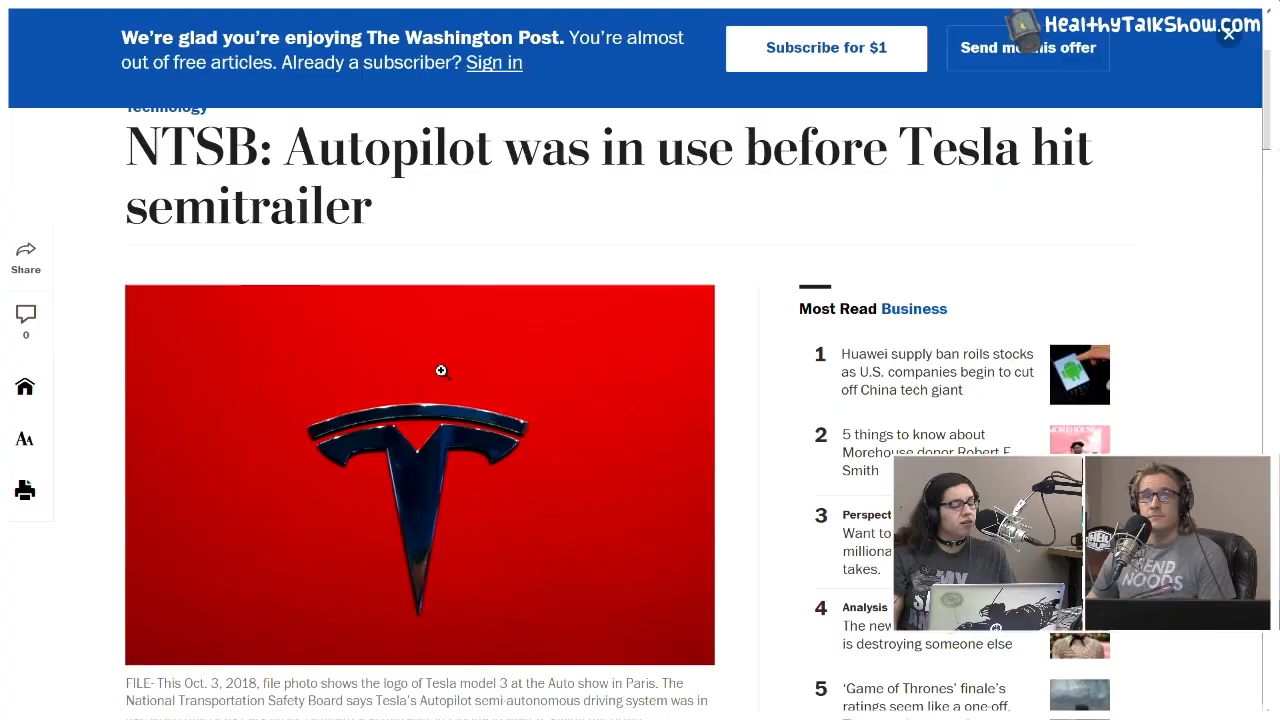 HealthyTalkShow.com
We're glad you're enjoying The Washington Post. You're almost
out of free articles. Already a subscriber? Sign in
Subscribe for $1
Send me this offer
Technology
NTSB: Autopilot was in use before Tesla hit
semitrailer
Share
0
AA
FILE- This Oct. 3, 2018, file photo shows the logo of Tesla model 3 at the Auto show in Paris. The
National Transportation Safety Board says Tesla's Autopilot semi-autonomous driving system was in
Most Read Business
1
Huawei supply ban roils stocks
as U.S. companies begin to cut
off China tech giant
2
5 things to know about
Morehouse donor Robert F.
Smith
3
Perspect
Want to
milliona
takes.
4
Analysis
The new
is destroying someone else
5
'Game of Thrones' finale's
ratings seem like a one-off.
SEND
NOODS